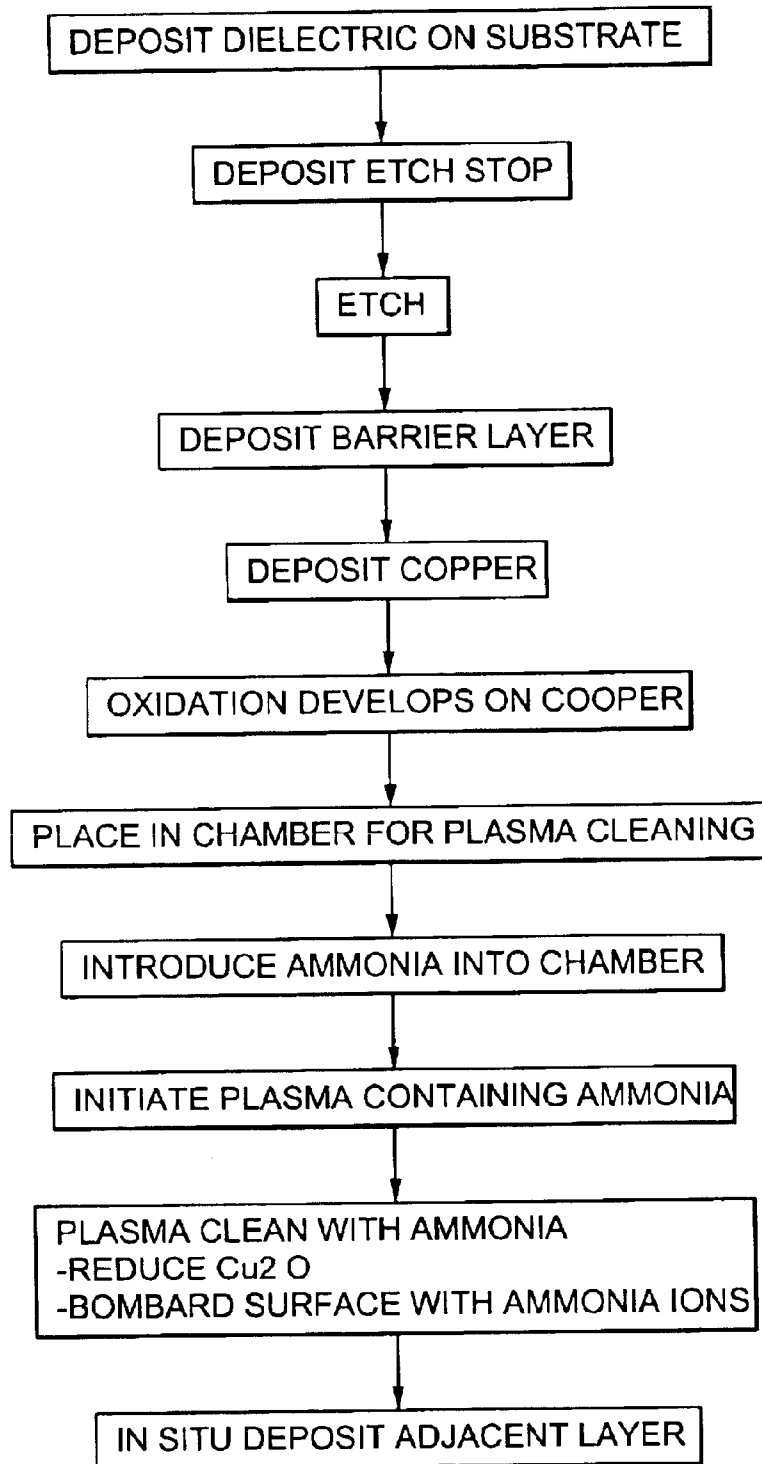 DEPOSIT DIELECTRIC ON SUBSTRATE
DEPOSIT ETCH STOP
ETCH
DEPOSIT BARRIER LAYER
DEPOSIT COPPER
OXIDATION DEVELOPS ON COOPER
PLACE IN CHAMBER FOR PLASMA CLEANING
INTRODUCE AMMONIA INTO CHAMBER
INITIATE PLASMA CONTAINING AMMONIA
PLASMA CLEAN WITH AMMONIA
-REDUCE Cu2 O
-BOMBARD SURFACE WITH AMMONIA IONS
IN SITU DEPOSIT ADJACENT LAYER